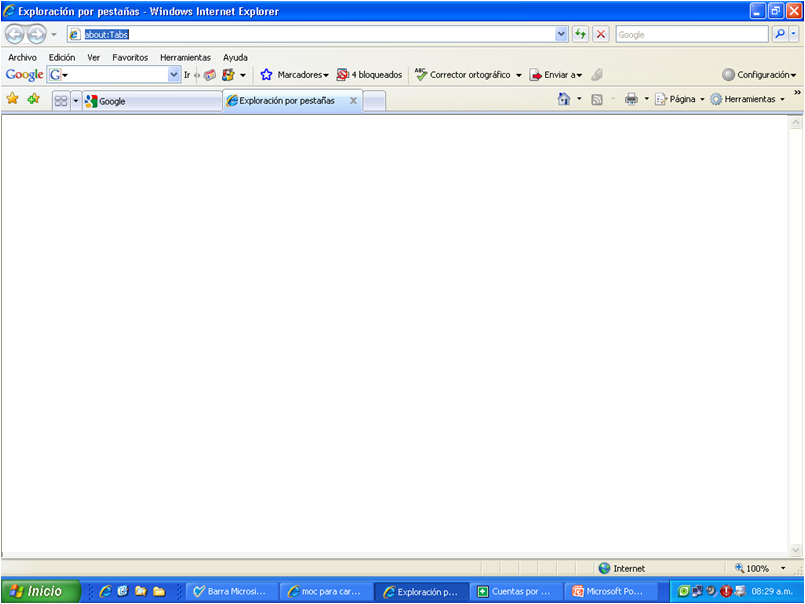 Exploración por pestañas - Windows Internet Explorer
about:Tabs
Google
Archivo Edición Ver Favoritos Herramientas Ayuda
Google G Ir Marcadores 4 bloqueados ABC Corrector ortográfico Enviar a Configuración
Google Exploración por pestañas Página Herramientas
Internet 100%
Inicio Barra Microsi... moc para car... Exploración p... Cuentas por ... Microsoft Po... 08:29 a.m.